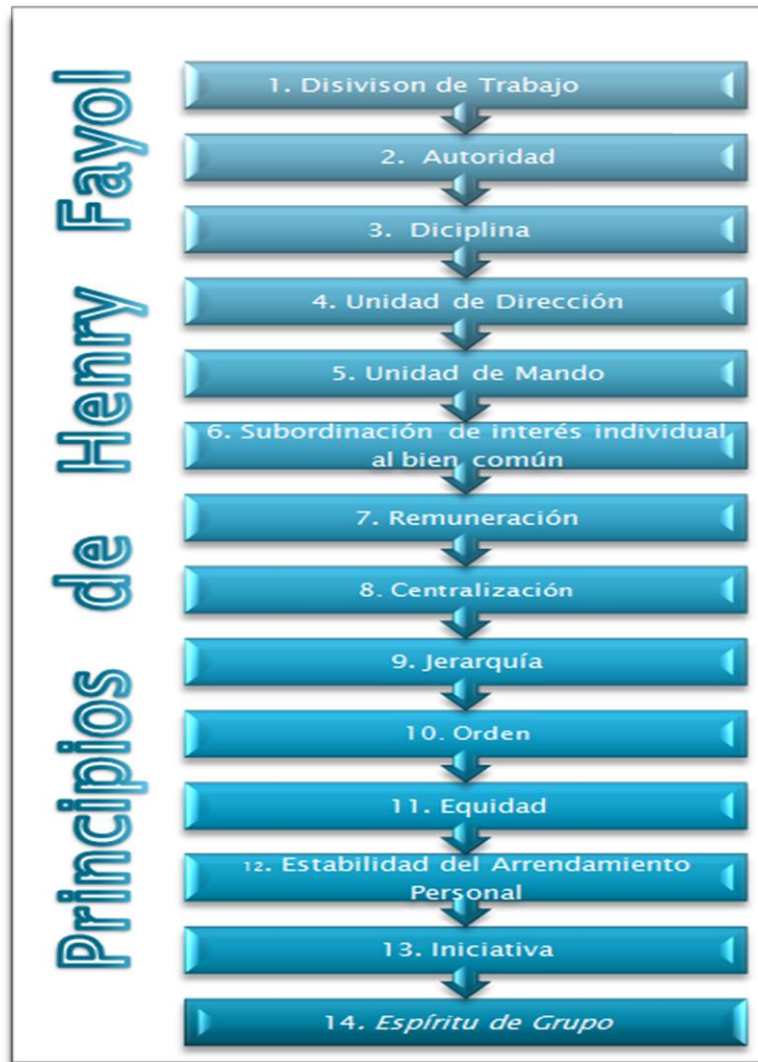 Principios de Henry Fayol
1. Disivison de Trabajo
2. Autoridad
3. Diciplina
4. Unidad de Dirección
5. Unidad de Mando
6. Subordinación de interés individual
al bien común
7. Remuneración
8. Centralización
9. Jerarquía
10. Orden
11. Equidad
12. Estabilidad del Arrendamiento
Personal
13. Iniciativa
14. Espíritu de Grupo